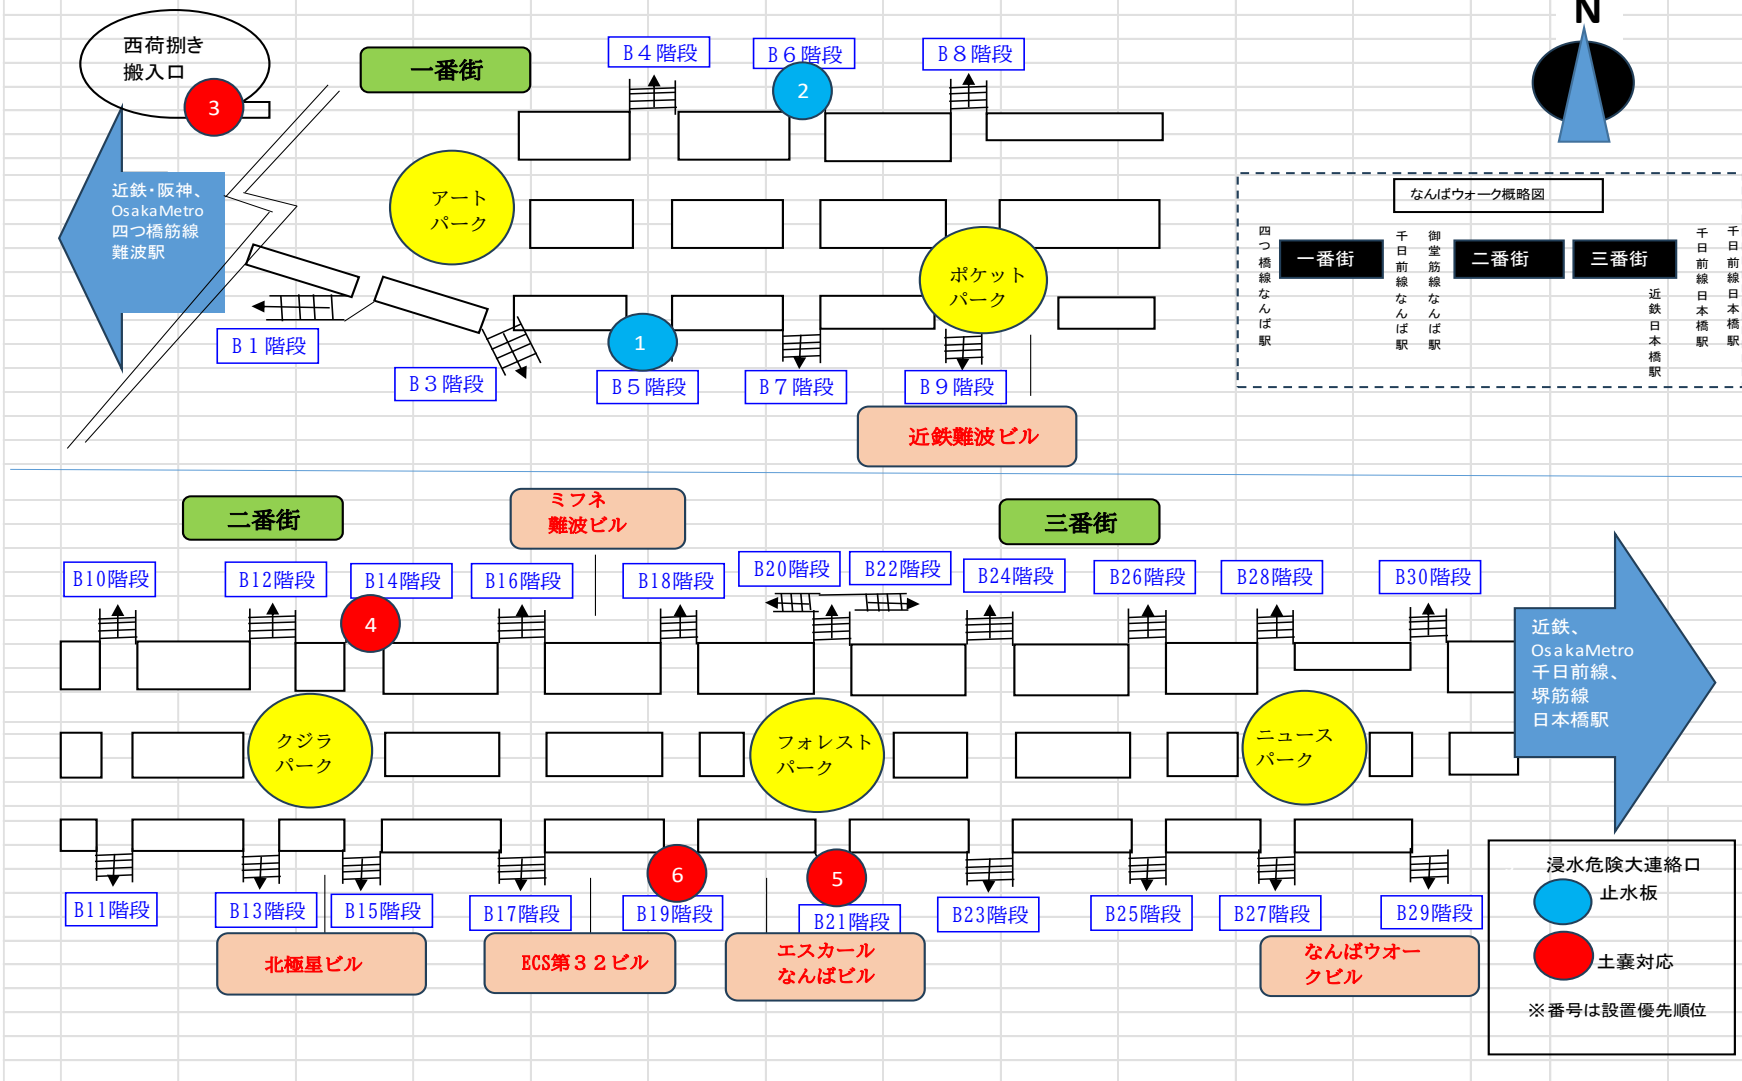 N
西荷捌き
搬入口
3
一番街
B４階段
B６階段
2
B８階段
近鉄・阪神、
OsakaMetro
四つ橋筋線
難波駅
アート
パーク
ポケット
パーク
なんばウォーク概略図
四つ橋線なんば駅
一番街
千日前線なんば駅
御堂筋線なんば駅
二番街
三番街
近鉄日本橋駅
千日前線日本橋駅
千日前線日本橋駅
B１階段
B３階段
1
B５階段
B７階段
B９階段
近鉄難波ビル
二番街
ミフネ
難波ビル
三番街
B10階段
B12階段
B14階段
4
B16階段
B18階段
B20階段
B22階段
B24階段
B26階段
B28階段
B30階段
近鉄、
OsakaMetro
千日前線、
堺筋線
日本橋駅
クジラ
パーク
フォレスト
パーク
ニュース
パーク
B11階段
B13階段
B15階段
B17階段
6
B19階段
5
B21階段
B23階段
B25階段
B27階段
B29階段
北極星ビル
ECS第３２ビル
エスカール
なんばビル
なんばウオー
クビル
浸水危険大連絡口
止水板
土嚢対応
※番号は設置優先順位